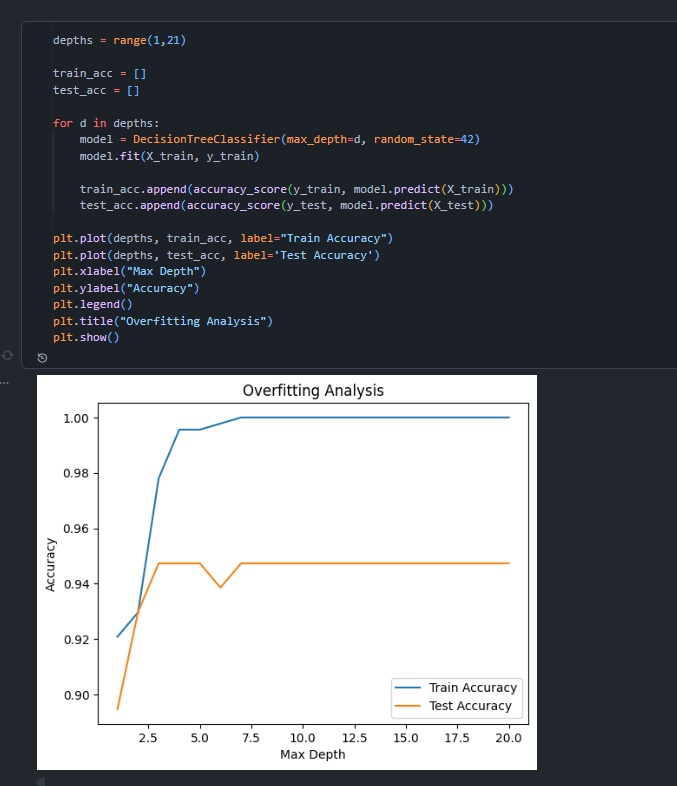 depths = range(1,21)
train_acc = []
test_acc = []
for d in depths:
model = DecisionTreeClassifier(max_depth=d, random_state=42)
model.fit(X_train, y_train)
train_acc.append(accuracy_score(y_train, model.predict(X_train)))
test_acc.append(accuracy_score(y_test, model.predict(X_test)))
plt.plot(depths, train_acc, label="Train Accuracy")
plt.plot(depths, test_acc, label='Test Accuracy')
plt.xlabel("Max Depth")
plt.ylabel("Accuracy")
plt.legend()
plt.title("Overfitting Analysis")
plt.show()
Overfitting Analysis
1.00
0.98
0.96
0.94
0.92
0.90
Accuracy
Train Accuracy
Test Accuracy
2.5 5.0 7.5 10.0 12.5 15.0 17.5 20.0
Max Depth